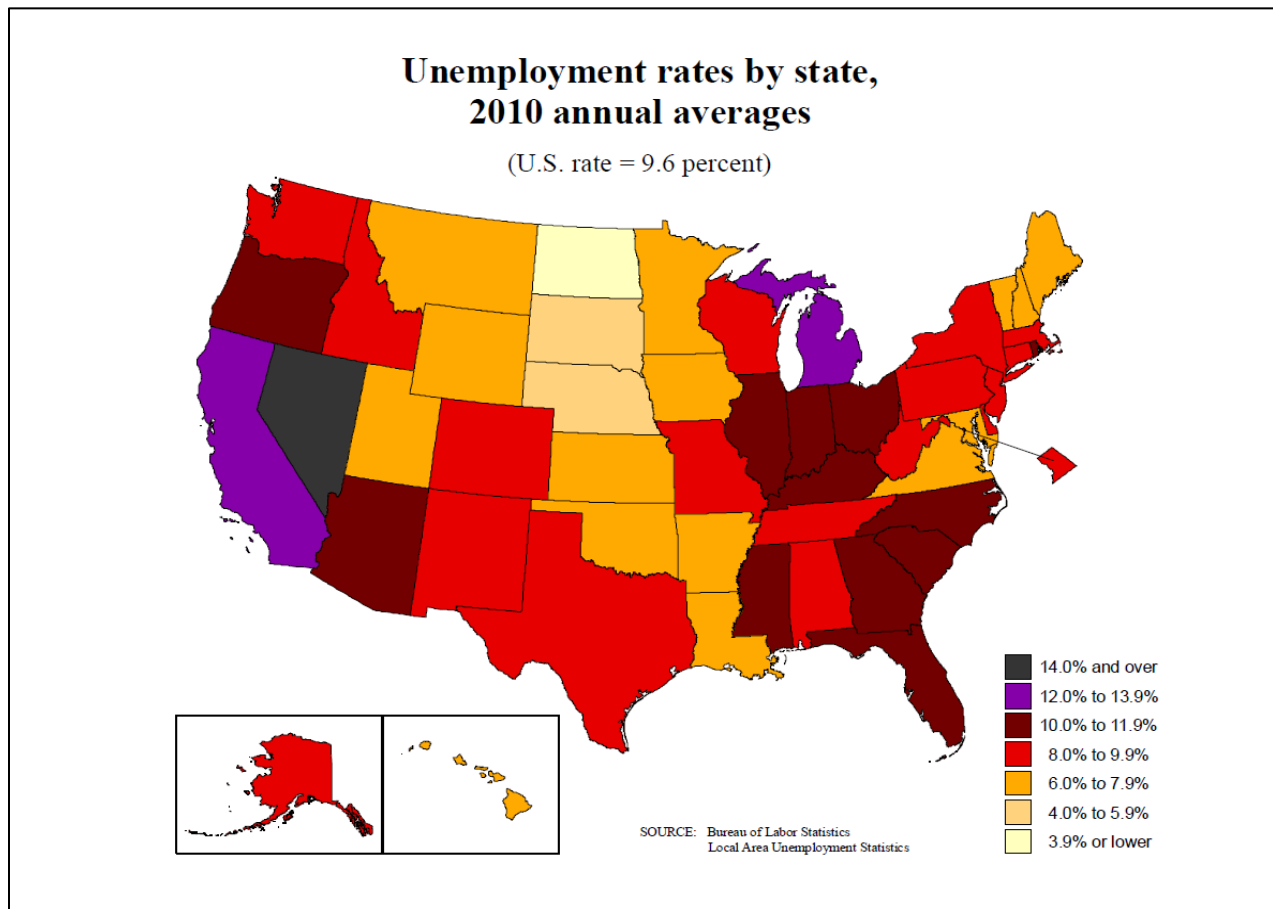 Unemployment rates by state,
2010 annual averages
(U.S. rate = 9.6 percent)
14.0% and over
12.0% to 13.9%
10.0% to 11.9%
8.0% to 9.9%
6.0% to 7.9%
4.0% to 5.9%
3.9% or lower
SOURCE: Bureau of Labor Statistics
Local Area Unemployment Statistics